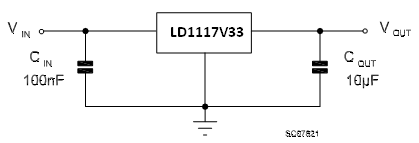 V IN
LD1117V33
V OUT
C IN
100nF
C OUT
10µF
SC07821